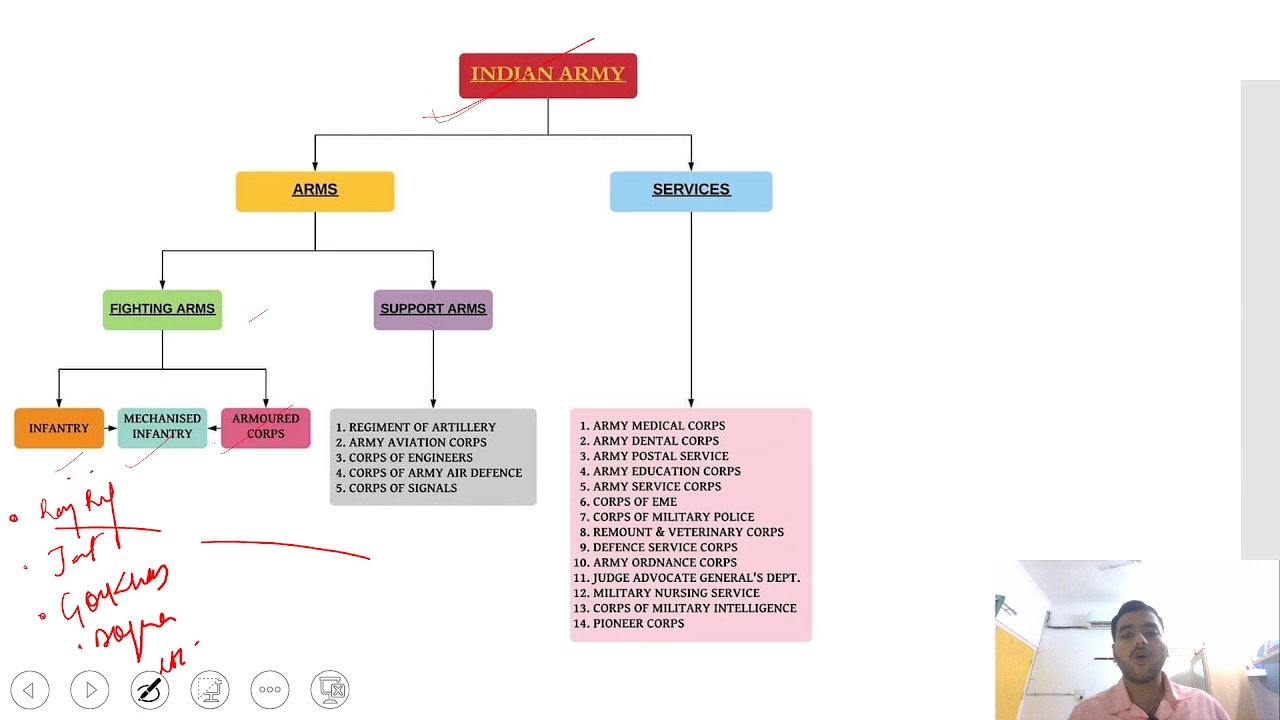 INDIAN ARMY
ARMS
SERVICES
FIGHTING ARMS
SUPPORT ARMS
INFANTRY
MECHANISED
INFANTRY
ARMOURED
CORPS
1. REGIMENT OF ARTILLERY
2. ARMY AVIATION CORPS
3. CORPS OF ENGINEERS
4. CORPS OF ARMY AIR DEFENCE
5. CORPS OF SIGNALS
1. ARMY MEDICAL CORPS
2. ARMY DENTAL CORPS
3. ARMY POSTAL SERVICE
4. ARMY EDUCATION CORPS
5. ARMY SERVICE CORPS
6. CORPS OF EME
7. CORPS OF MILITARY POLICE
8. REMOUNT & VETERINARY CORPS
9. DEFENCE SERVICE CORPS
10. ARMY ORDNANCE CORPS
11. JUDGE ADVOCATE GENERAL'S DEPT.
12. MILITARY NURSING SERVICE
13. CORPS OF MILITARY INTELLIGENCE
14. PIONEER CORPS
Raj Rif
Jat
Gorkhas
Dogra